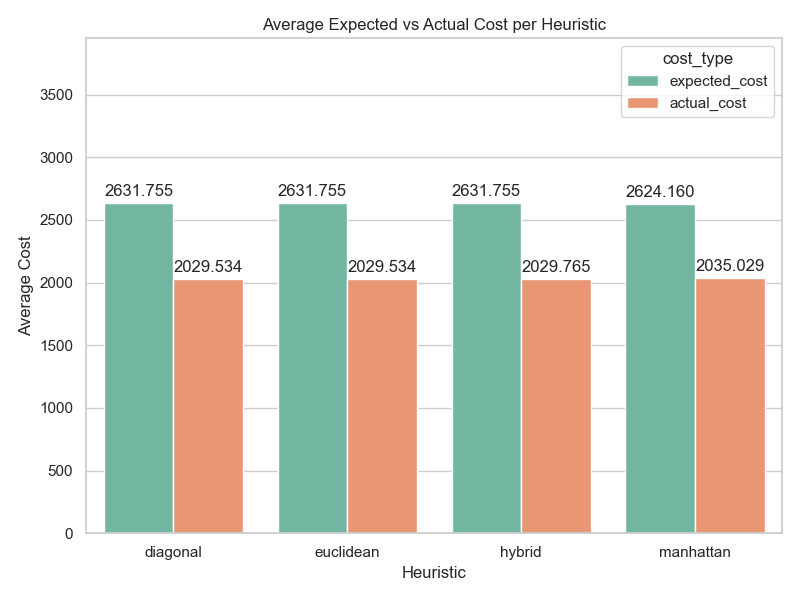 Average Expected vs Actual Cost per Heuristic
cost_type
expected_cost
actual_cost
3500
3000
2500
2000
1500
1000
500
0
Average Cost
2631.755
2029.534
2631.755
2029.534
2631.755
2029.765
2624.160
2035.029
diagonal
euclidean
hybrid
manhattan
Heuristic